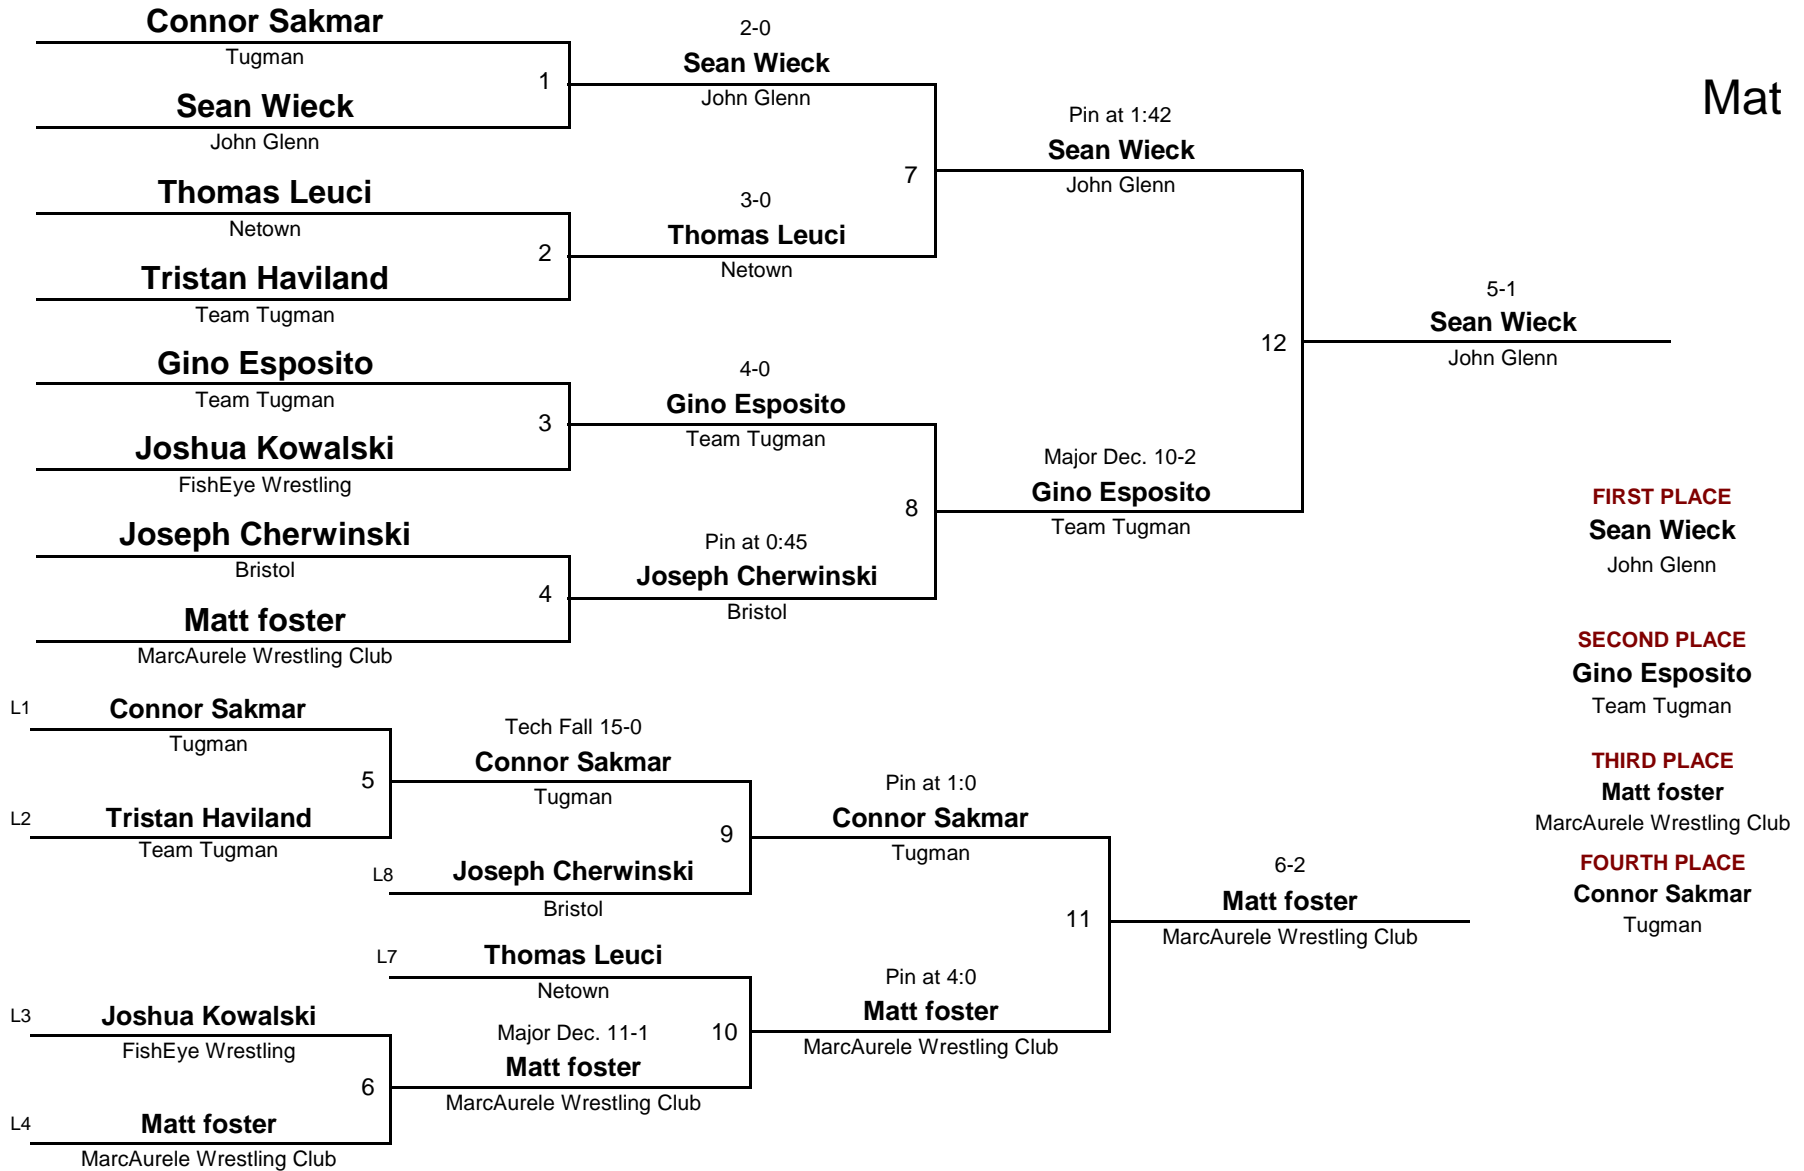 Connor Sakmar
Tugman
1
Sean Wieck
John Glenn
Thomas Leuci
Netown
2
Tristan Haviland
Team Tugman
Gino Esposito
Team Tugman
3
Joshua Kowalski
FishEye Wrestling
Joseph Cherwinski
Bristol
4
Matt foster
MarcAurele Wrestling Club
2-0
Sean Wieck
John Glenn
7
3-0
Thomas Leuci
Netown
4-0
Gino Esposito
Team Tugman
8
Pin at 0:45
Joseph Cherwinski
Bristol
Pin at 1:42
Sean Wieck
John Glenn
12
Major Dec. 10-2
Gino Esposito
Team Tugman
5-1
Sean Wieck
John Glenn
Mat
FIRST PLACE
Sean Wieck
John Glenn
SECOND PLACE
Gino Esposito
Team Tugman
THIRD PLACE
Matt foster
MarcAurele Wrestling Club
FOURTH PLACE
Connor Sakmar
Tugman
L1
Connor Sakmar
Tugman
5
L2
Tristan Haviland
Team Tugman
L3
Joshua Kowalski
FishEye Wrestling
6
L4
Matt foster
MarcAurele Wrestling Club
Tech Fall 15-0
Connor Sakmar
Tugman
9
L8
Joseph Cherwinski
Bristol
L7
Thomas Leuci
Netown
10
Major Dec. 11-1
Matt foster
MarcAurele Wrestling Club
Pin at 1:0
Connor Sakmar
Tugman
11
Pin at 4:0
Matt foster
MarcAurele Wrestling Club
6-2
Matt foster
MarcAurele Wrestling Club